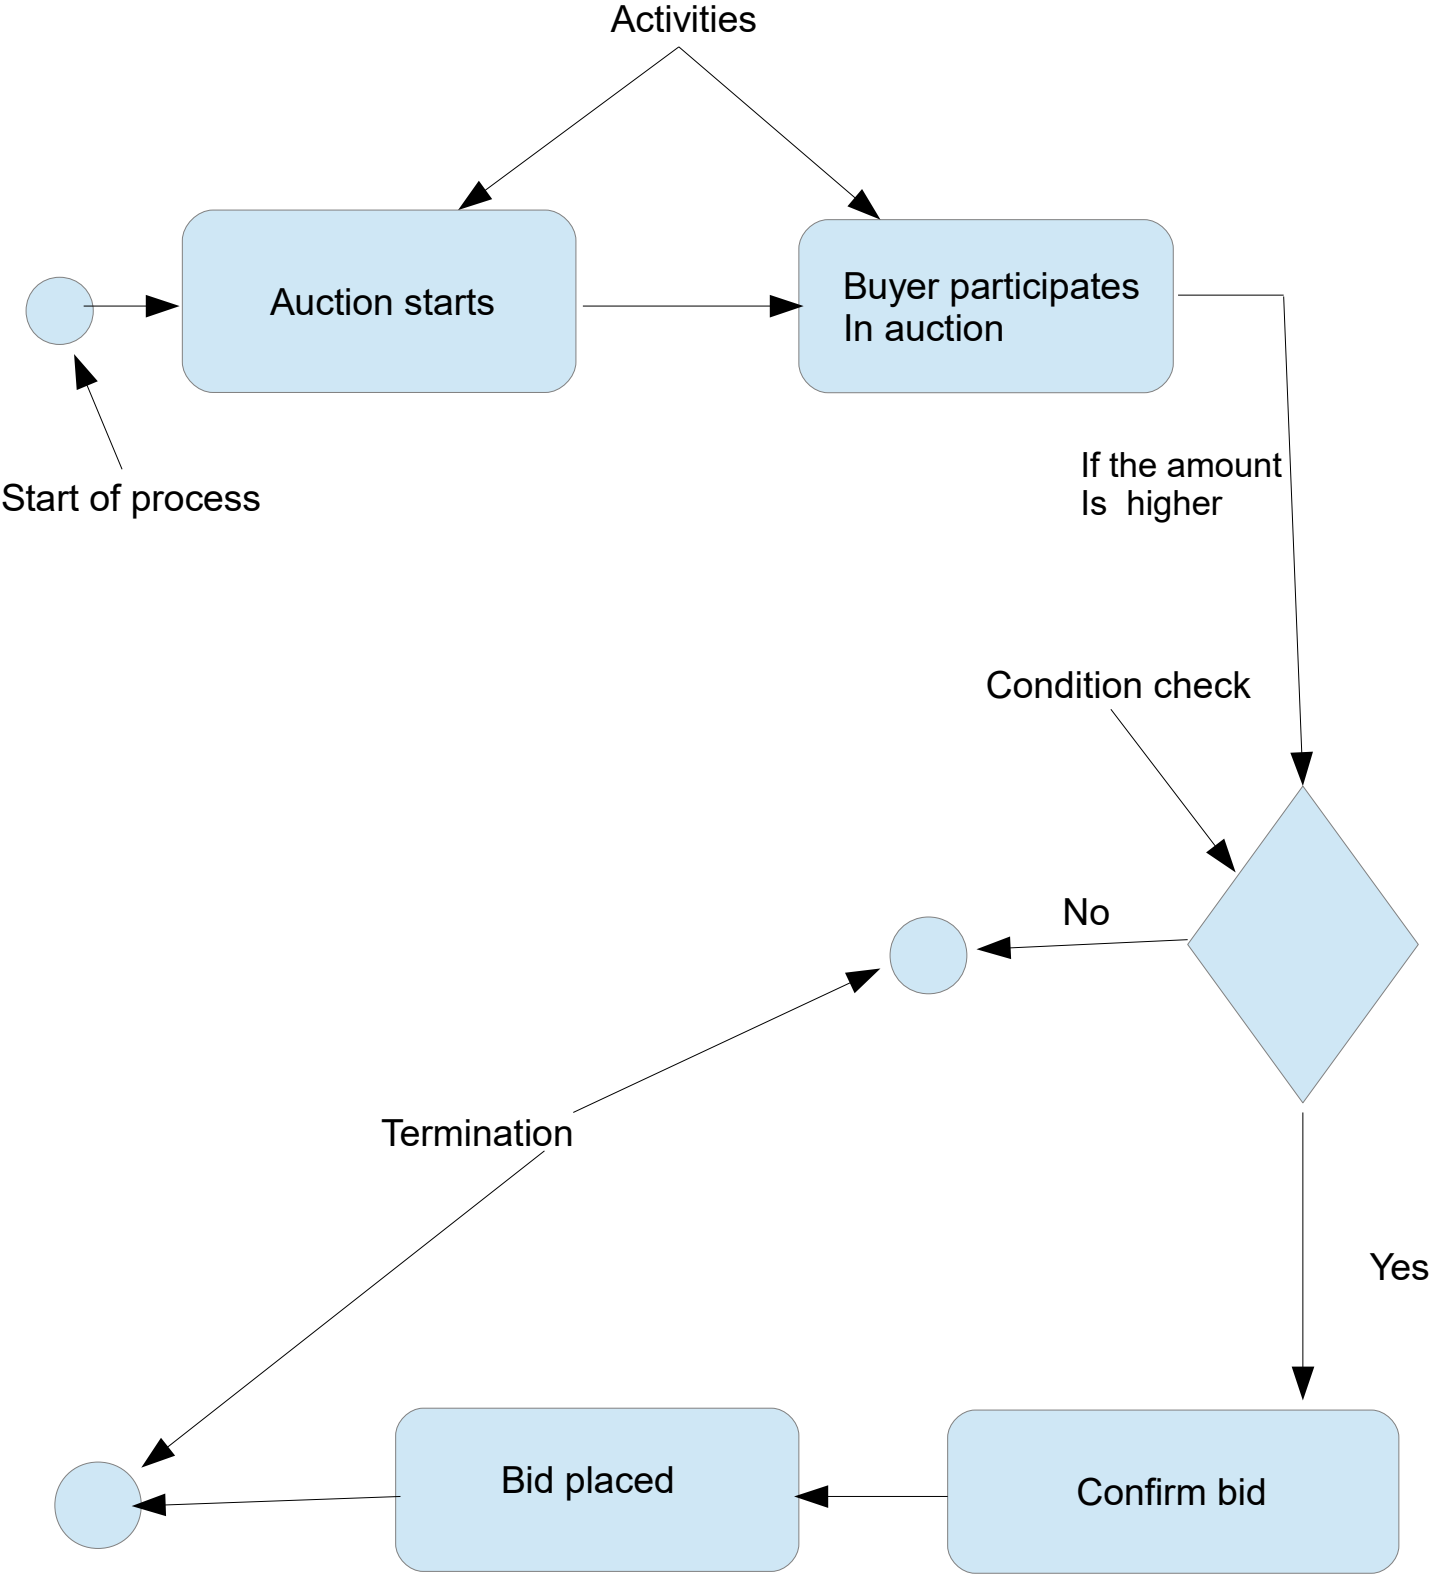 Activities
Auction starts
Buyer participates
In auction
Start of process
If the amount
Is  higher
Condition check
No
Termination
Yes
Bid placed
Confirm bid